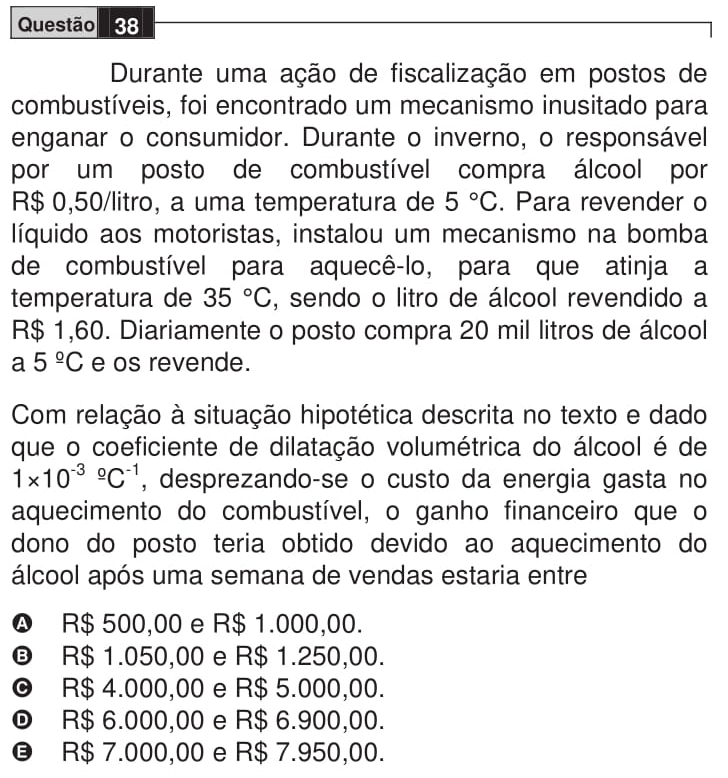 Questão 38
Durante uma ação de fiscalização em postos de
combustíveis, foi encontrado um mecanismo inusitado para
enganar o consumidor. Durante o inverno, o responsável
por um posto de combustível compra álcool por
R$ 0,50/litro, a uma temperatura de 5 °C. Para revender o
líquido aos motoristas, instalou um mecanismo na bomba
de combustível para aquecê-lo, para que atinja a
temperatura de 35 °C, sendo o litro de álcool revendido a
R$ 1,60. Diariamente o posto compra 20 mil litros de álcool
a 5 ºC e os revende.
Com relação à situação hipotética descrita no texto e dado
que o coeficiente de dilatação volumétrica do álcool é de
1×10⁻³ ºC⁻¹, desprezando-se o custo da energia gasta no
aquecimento do combustível, o ganho financeiro que o
dono do posto teria obtido devido ao aquecimento do
álcool após uma semana de vendas estaria entre
A R$ 500,00 e R$ 1.000,00.
B R$ 1.050,00 e R$ 1.250,00.
C R$ 4.000,00 e R$ 5.000,00.
D R$ 6.000,00 e R$ 6.900,00.
E R$ 7.000,00 e R$ 7.950,00.